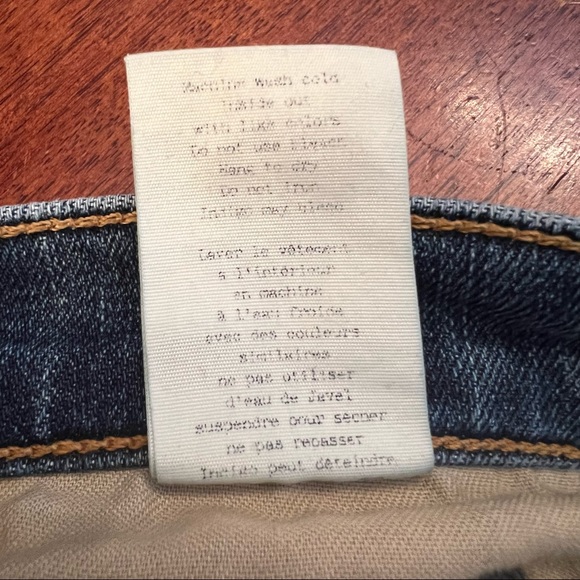 Machine wash cold
inside out
with like colors
Do not use bleach
Hang to dry
Do not iron
Indigo may bleed
Laver le vêtement
à l'intérieur
en machine
à l'eau froide
avec des couleurs
similaires
ne pas utiliser
d'eau de Javel
suspendre pour sécher
ne pas repasser
Indigo peut déteindre